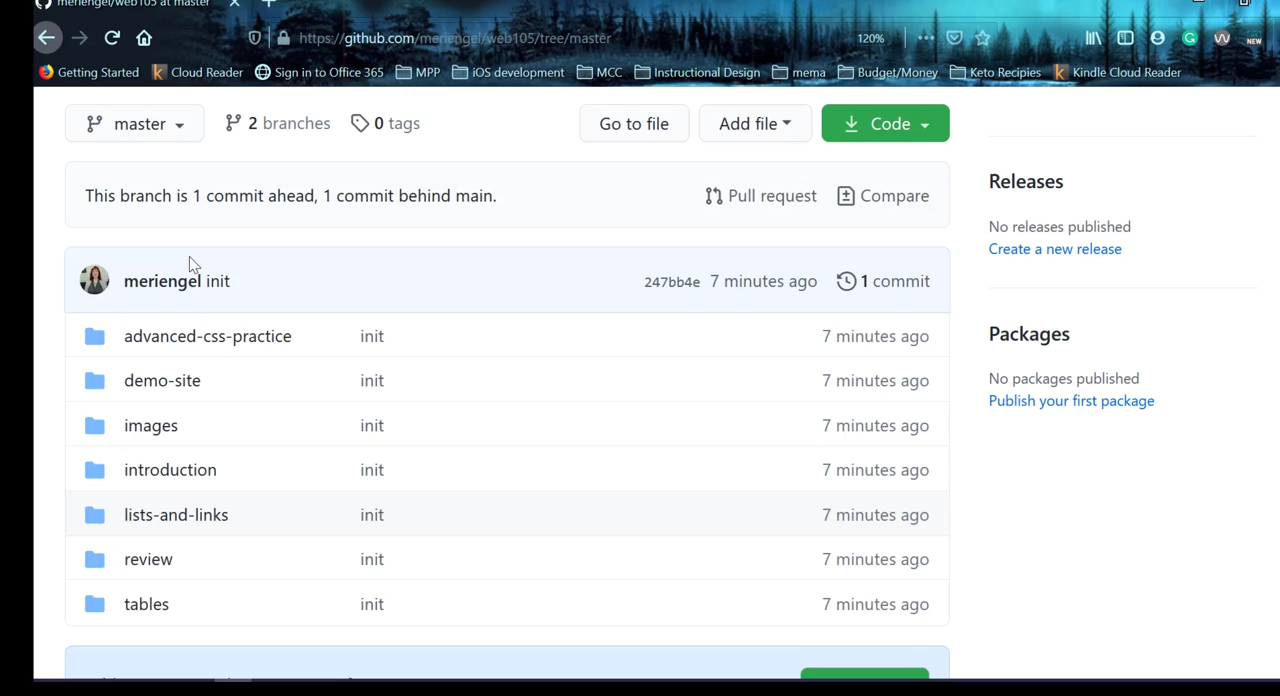 meriengel/web105 at master
https://github.com/meriengel/web105/tree/master 120% NEW
Getting Started Cloud Reader Sign in to Office 365 MPP iOS development MCC Instructional Design mema Budget/Money Keto Recipies Kindle Cloud Reader
master 2 branches 0 tags Go to file Add file Code
This branch is 1 commit ahead, 1 commit behind main. Pull request Compare
meriengel init 247bb4e 7 minutes ago 1 commit
advanced-css-practice init 7 minutes ago
demo-site init 7 minutes ago
images init 7 minutes ago
introduction init 7 minutes ago
lists-and-links init 7 minutes ago
review init 7 minutes ago
tables init 7 minutes ago
Releases
No releases published
Create a new release
Packages
No packages published
Publish your first package